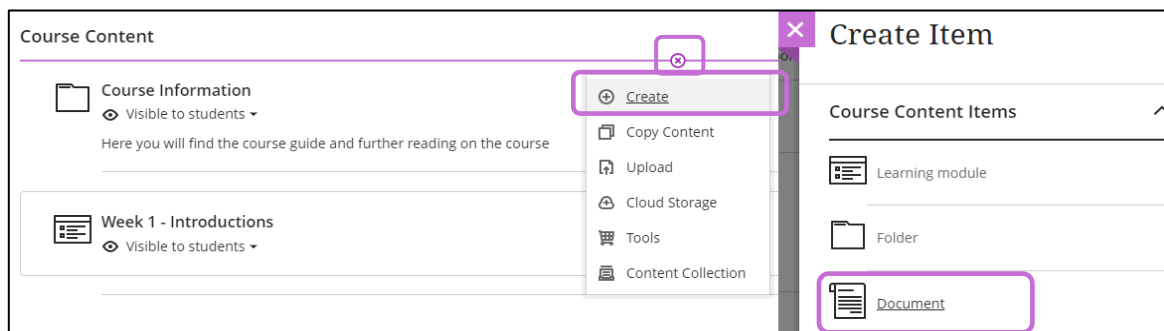 Course Content
Course Information
Visible to students
Here you will find the course guide and further reading on the course
Week 1 - Introductions
Visible to students
Create
Copy Content
Upload
Cloud Storage
Tools
Content Collection
Create Item
Course Content Items
Learning module
Folder
Document